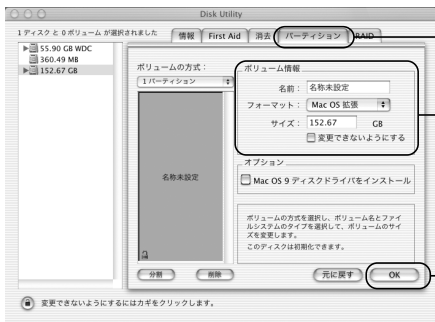 Disk Utility
1 ディスク と 0 ボリューム が選択されました
情報 First Aid 消去 パーティション RAID
55.90 GB WDC
360.49 MB
152.67 GB
ボリュームの方式：
1 パーティション
名称未設定
分割 削除
ボリューム情報
名前： 名称未設定
フォーマット： Mac OS 拡張
サイズ： 152.67 GB
変更できないようにする
オプション
Mac OS 9 ディスクドライバをインストール
ボリュームの方式を選択し、ボリューム名とファイ
ルシステムのタイプを選択して、ボリュームのサイ
ズを変更します。
このディスクは初期化できます。
元に戻す OK
変更できないようにするにはカギをクリックします。